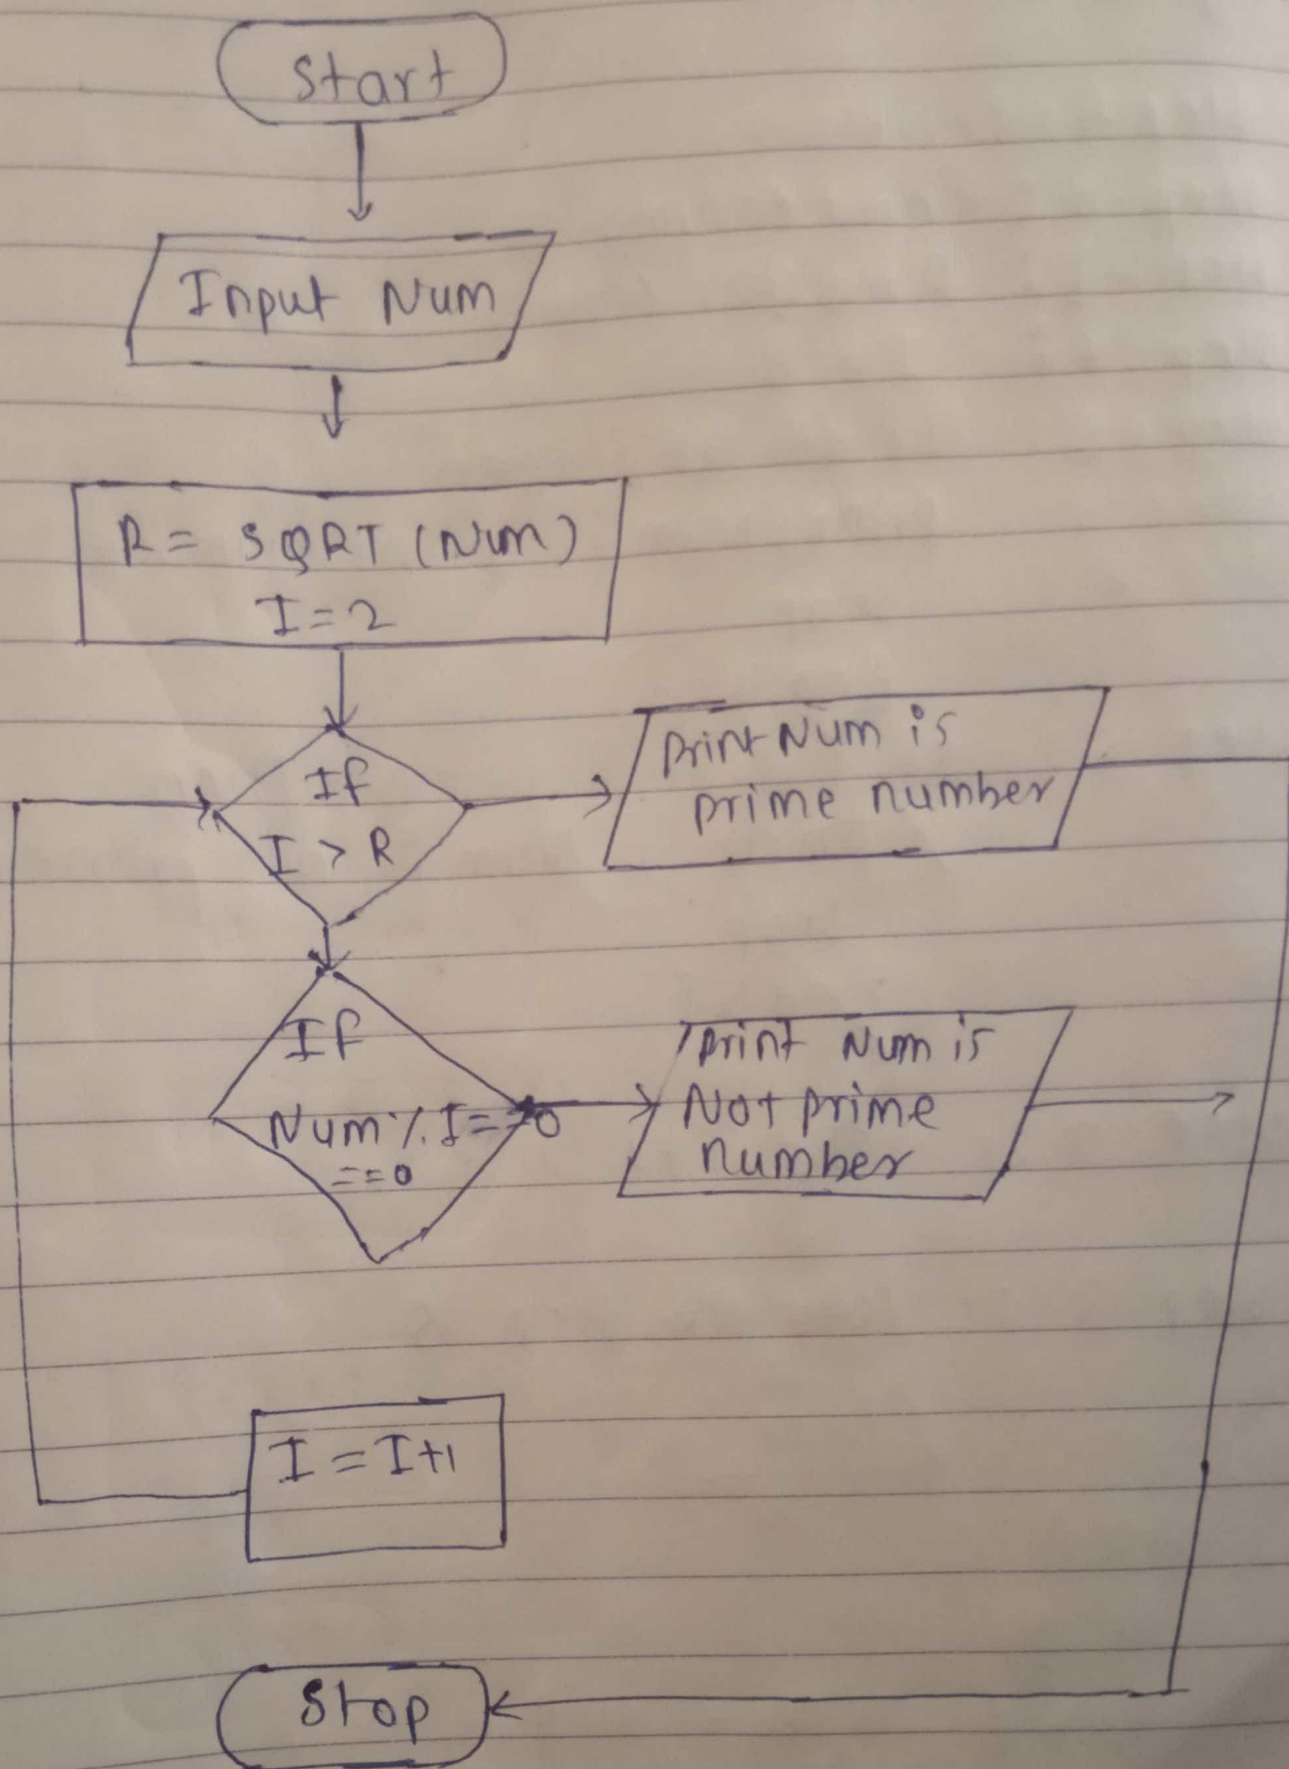 Start
Input Num
R = SQRT (Num)
I = 2
If
I > R
Print Num is
prime number
If
Num % I == 0
== 0
print Num is
Not prime
number
I = I+1
Stop